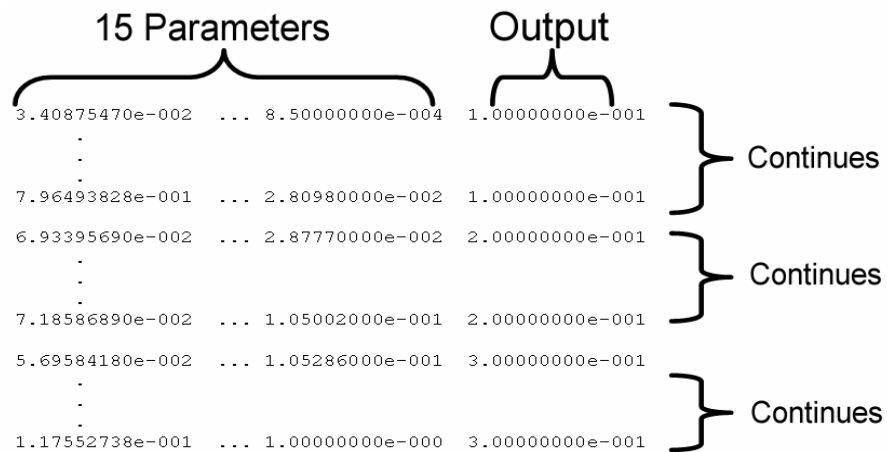 15 Parameters Output
3.40875470e-002 ... 8.50000000e-004 1.00000000e-001
.
.
.
Continues
7.96493828e-001 ... 2.80980000e-002 1.00000000e-001
6.93395690e-002 ... 2.87770000e-002 2.00000000e-001
.
.
.
Continues
7.18586890e-002 ... 1.05002000e-001 2.00000000e-001
5.69584180e-002 ... 1.05286000e-001 3.00000000e-001
.
.
.
Continues
1.17552738e-001 ... 1.00000000e-000 3.00000000e-001